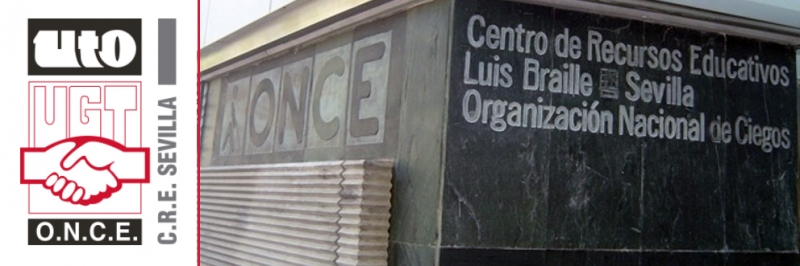 uto
UGT
O.N.C.E.
C.R.E. SEVILLA
ONCE
Centro de Recursos Educativos
Luis Braille Sevilla
Organización Nacional de Ciegos